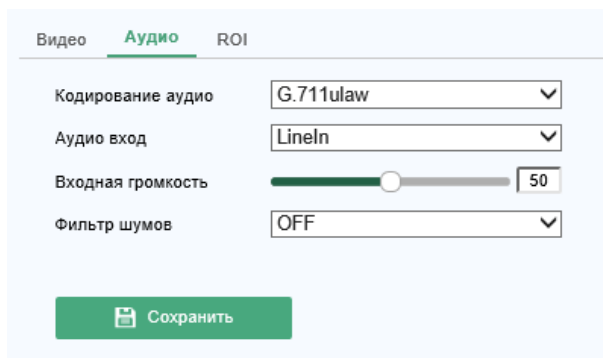 Видео Аудио ROI
Кодирование аудио G.711ulaw
Аудио вход LineIn
Входная громкость 50
Фильтр шумов OFF
Сохранить